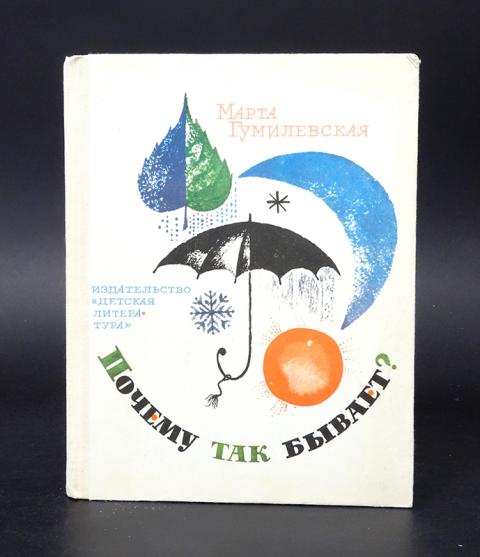 Марта
Гумилевская
издательство
«Детская
литера-
тура»
Почему так бывает?